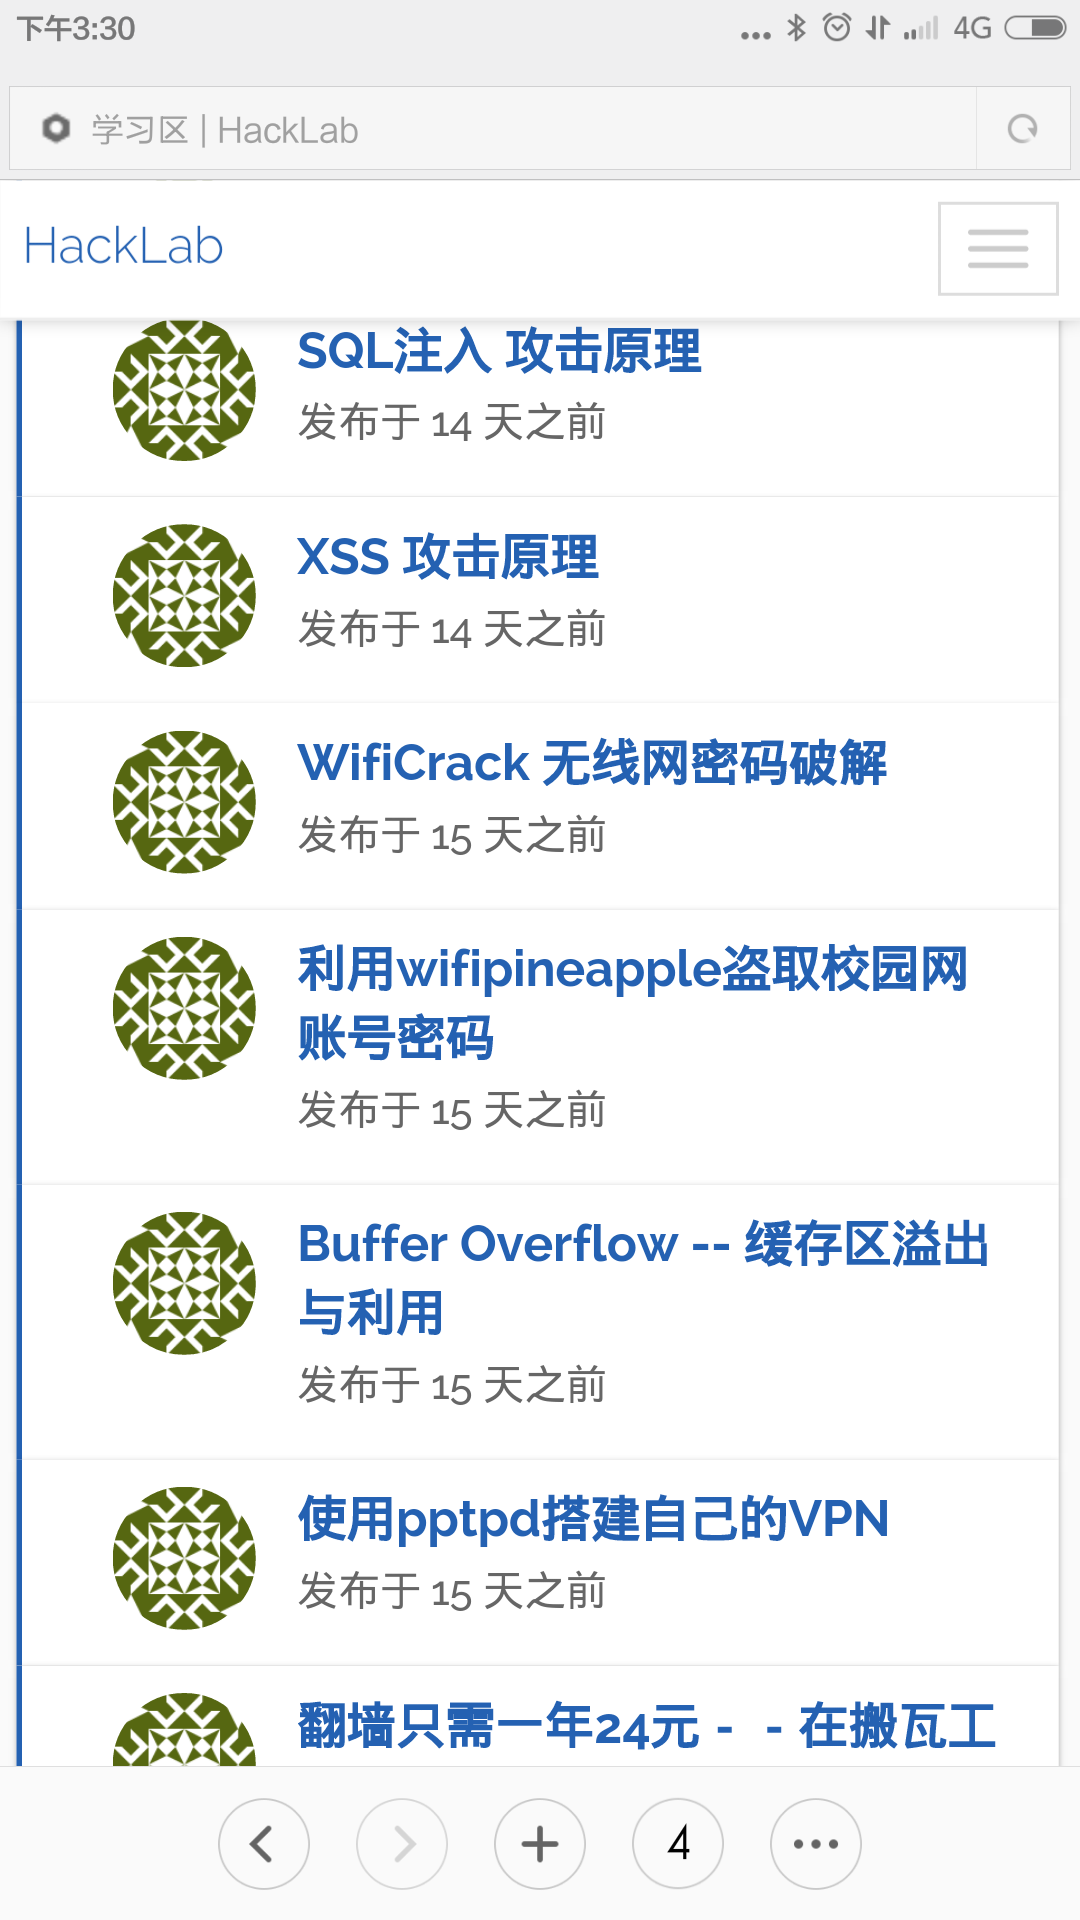 下午3:30
4G
学习区 | HackLab
HackLab
SQL注入 攻击原理
发布于 14 天之前
XSS 攻击原理
发布于 14 天之前
WifiCrack 无线网密码破解
发布于 15 天之前
利用wifipineapple盗取校园网
账号密码
发布于 15 天之前
Buffer Overflow -- 缓存区溢出
与利用
发布于 15 天之前
使用pptpd搭建自己的VPN
发布于 15 天之前
翻墙只需一年24元 - - 在搬瓦工
4